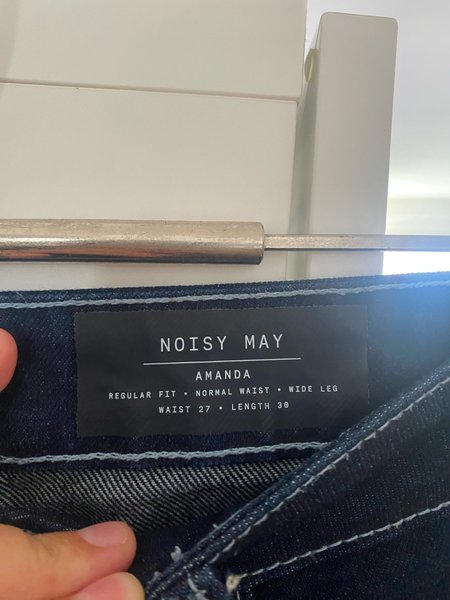 NOISY MAY
AMANDA
REGULAR FIT • NORMAL WAIST • WIDE LEG
WAIST 27 • LENGTH 30